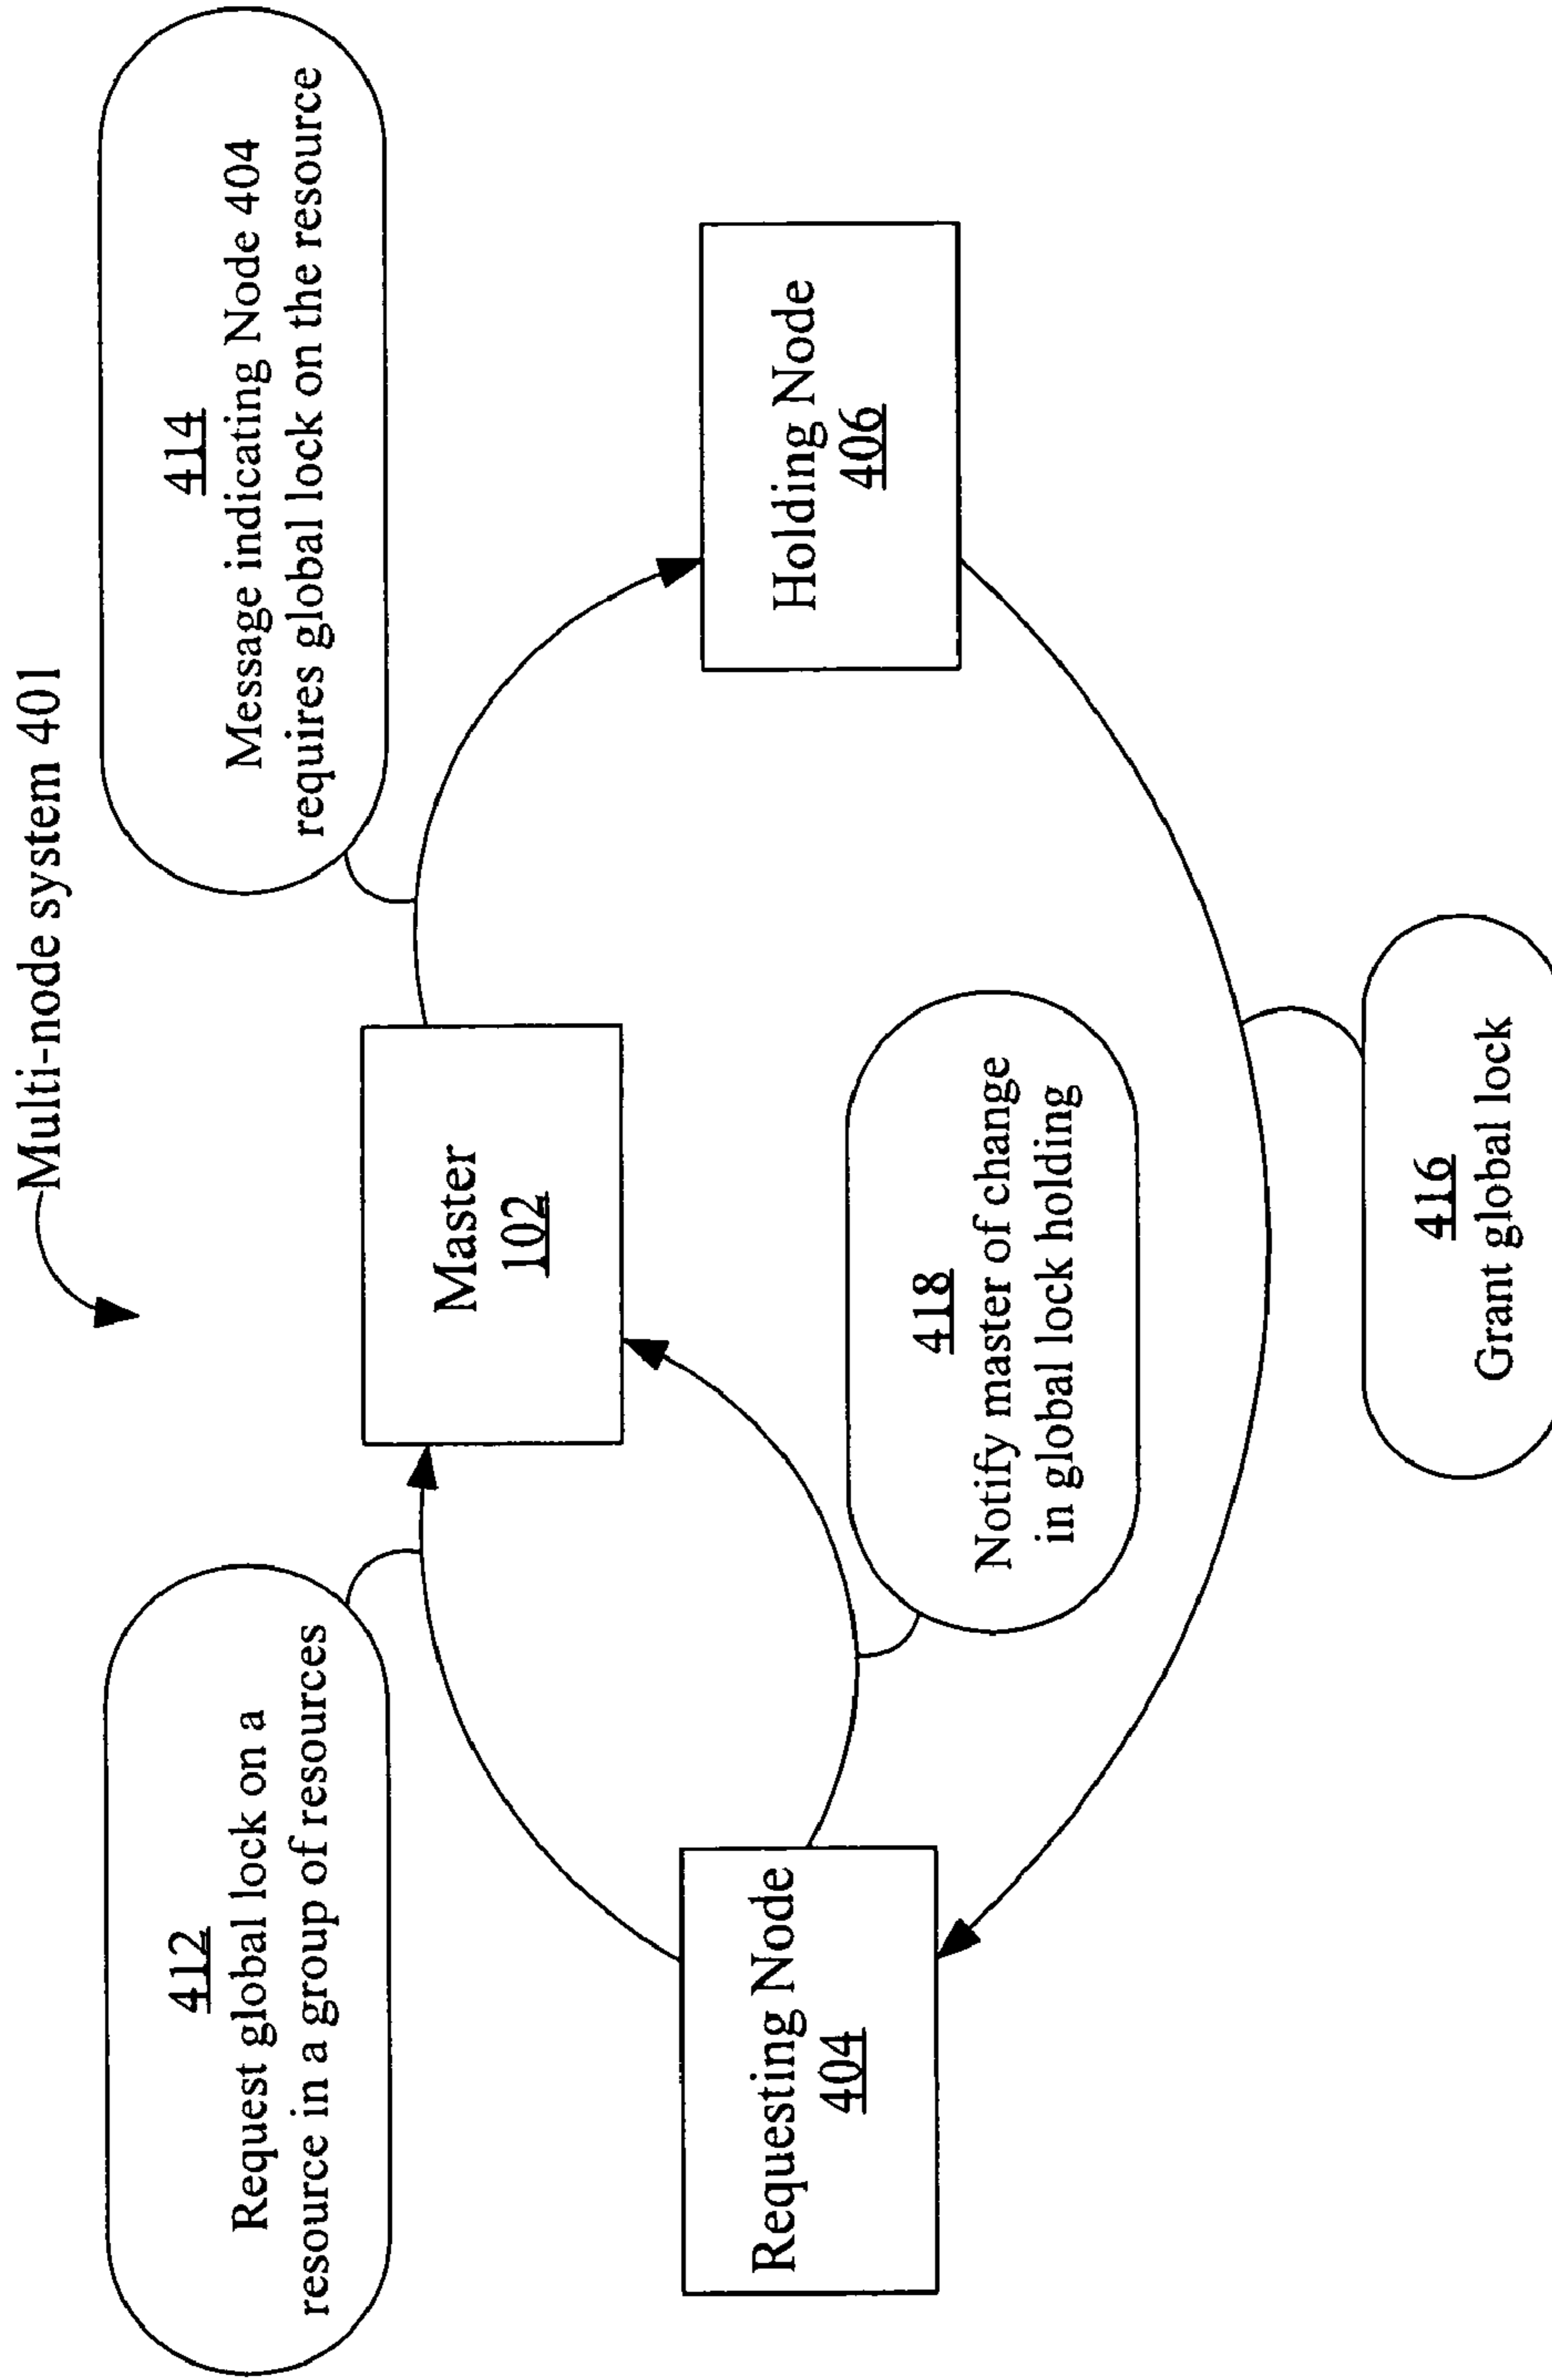 Multi-node system 401
412
Request global lock on a
resource in a group of resources
414
Message indicating Node 404
requires global lock on the resource
Master
102
Requesting Node
404
Holding Node
406
418
Notify master of change
in global lock holding
416
Grant global lock